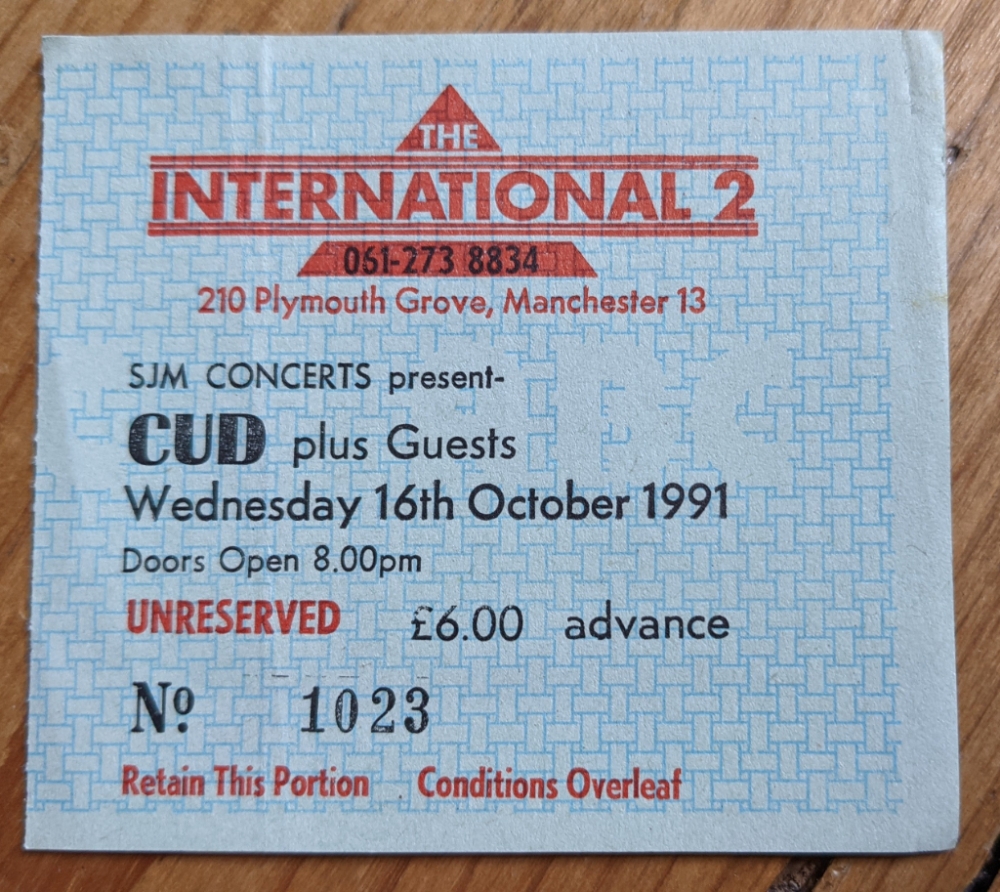 THE
INTERNATIONAL 2
061-273 8834
210 Plymouth Grove, Manchester 13
SJM CONCERTS present-
CUD plus Guests
Wednesday 16th October 1991
Doors Open 8.00pm
UNRESERVED £6.00 advance
Nº 1023
Retain This Portion Conditions Overleaf